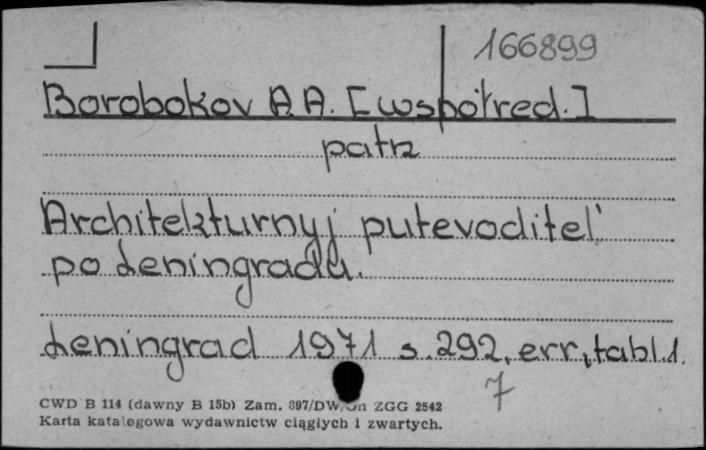 166899
Borobokov A.A. [współred.]
patrz
Architekturnyj putevoditel'
po Leningradu.
Leningrad 1971 s. 292, err, tabl. 1.
7
CWD B 114 (dawny B 15b) Zam. 897/DW/ ZGG 2542
Karta katalogowa wydawnictw ciągłych i zwartych.